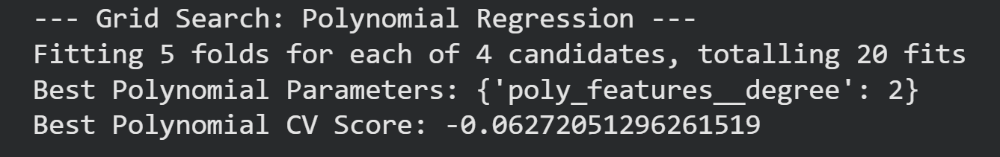 --- Grid Search: Polynomial Regression ---
Fitting 5 folds for each of 4 candidates, totalling 20 fits
Best Polynomial Parameters: {'poly_features__degree': 2}
Best Polynomial CV Score: -0.06272051296261519